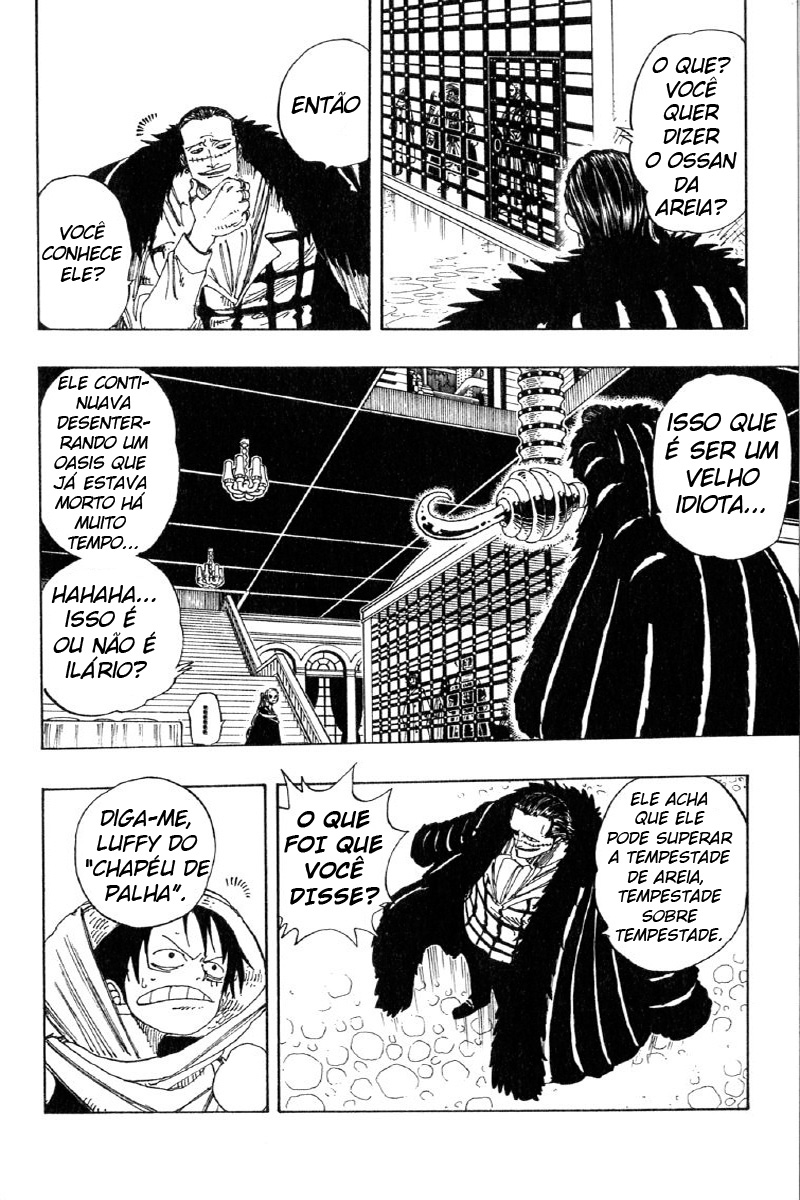 O QUE?
VOCÊ
QUER
DIZER
O OSSAN
DA
AREIA?
ENTÃO
VOCÊ
CONHECE
ELE?
ISSO QUE
É SER UM
VELHO
IDIOTA...
ELE CONTI-
NUAVA
DESENTER-
RANDO UM
OASIS QUE
JÁ ESTAVA
MORTO HÁ
MUITO
TEMPO...
HAHAHA...
ISSO É
OU NÃO É
ILÁRIO?
ELE ACHA
QUE ELE
PODE SUPERAR
A TEMPESTADE
DE AREIA,
TEMPESTADE
SOBRE
TEMPESTADE.
O QUE
FOI QUE
VOCÊ
DISSE?
DIGA-ME,
LUFFY DO
"CHAPÉU DE
PALHA".